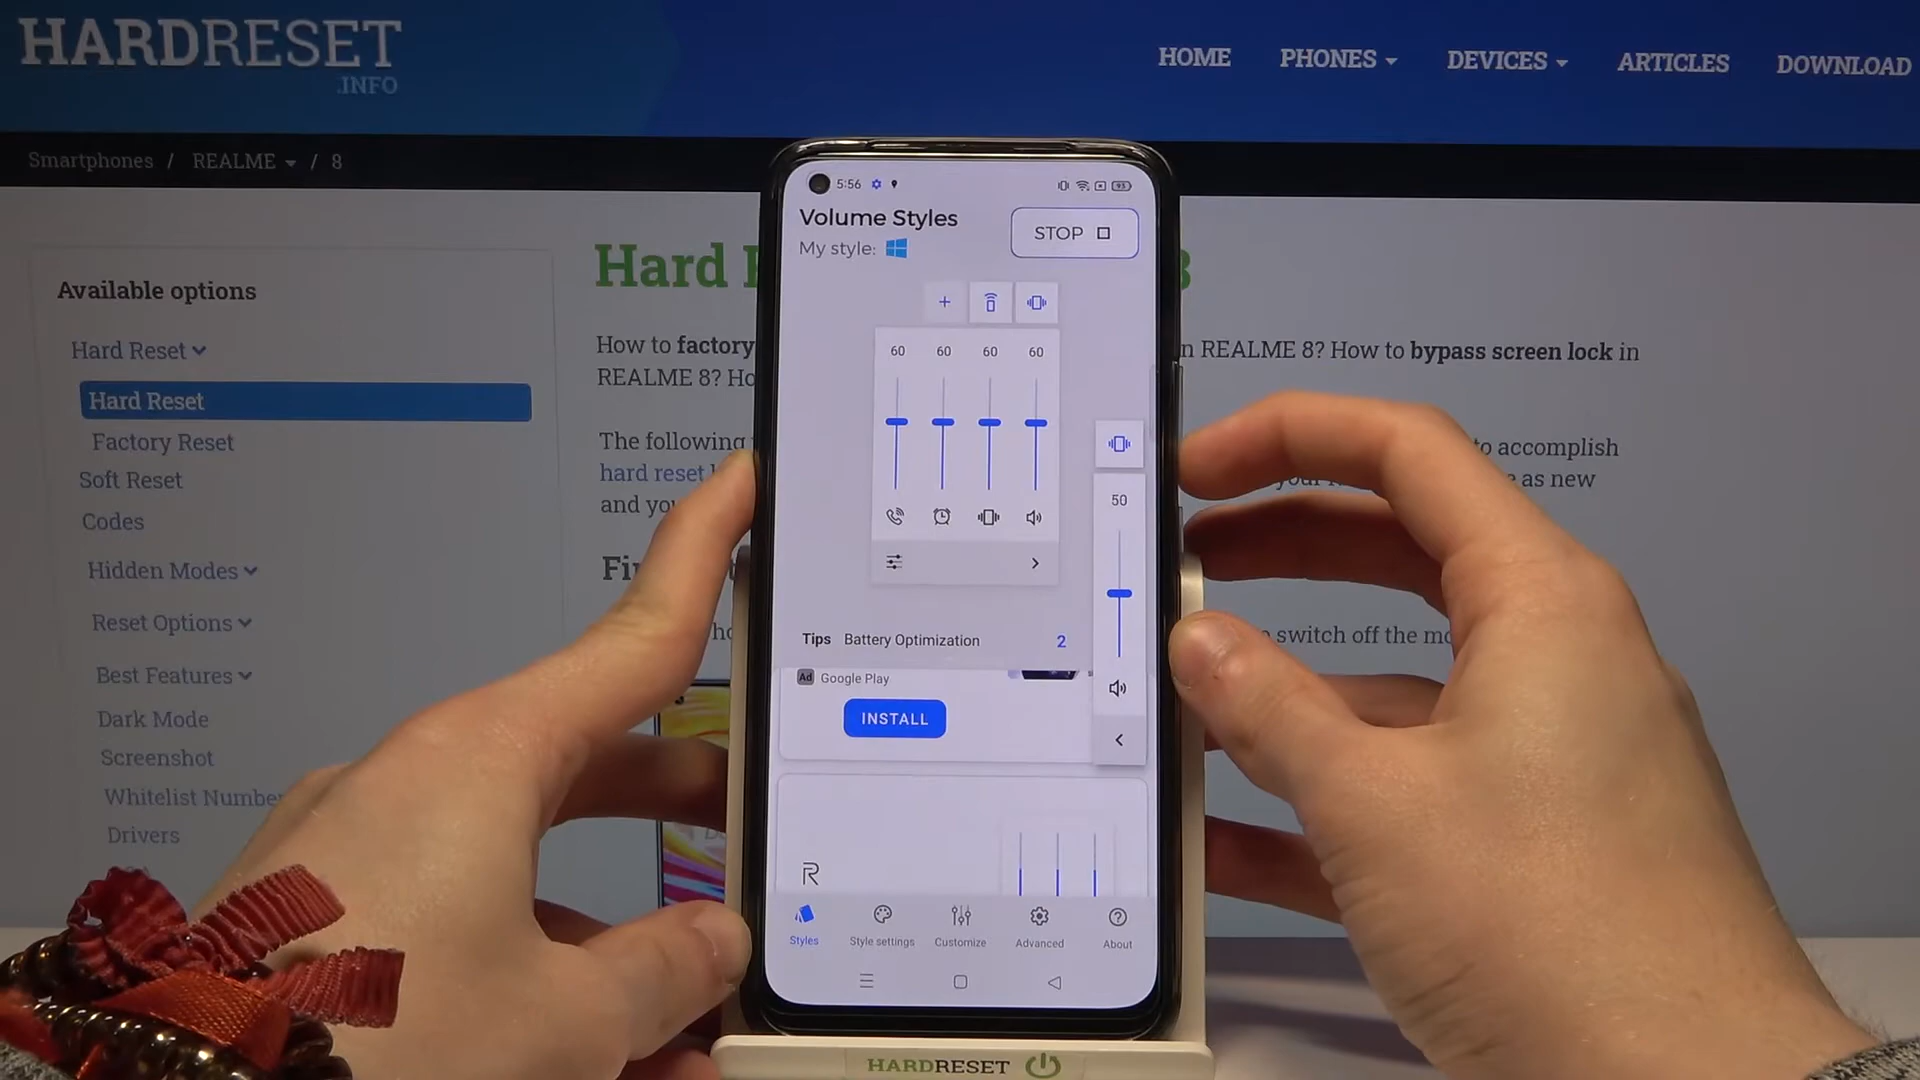 HARDRESET
.INFO
HOME PHONES DEVICES ARTICLES DOWNLOAD
Smartphones / REALME / 8
Available options
Hard Reset
Hard Reset
Factory Reset
Soft Reset
Codes
Hidden Modes
Reset Options
Best Features
Dark Mode
Screenshot
Whitelist Number
Drivers
Hard
8
How to factory
n REALME 8? How to bypass screen lock in
REALME 8?
The following
to accomplish
hard reset
as new
and you
switch off the
5:56
93
Volume Styles
My style:
STOP
60 60 60 60
50
Tips Battery Optimization 2
Ad Google Play
INSTALL
Styles Style settings Customize Advanced About
HARDRESET